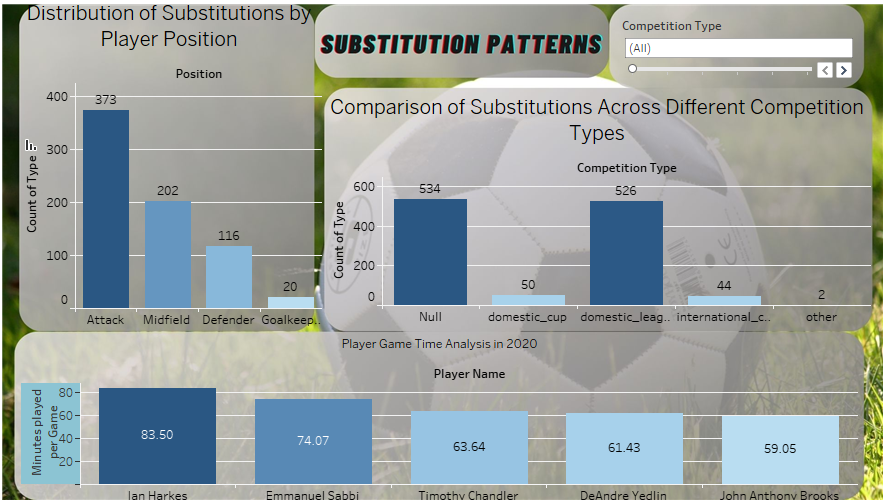 Distribution of Substitutions by
Player Position
Position
Count of Type
400
300
200
100
0
373
202
116
20
Attack
Midfield
Defender
Goalkeep..
SUBSTITUTION PATTERNS
Competition Type
(All)
Comparison of Substitutions Across Different Competition
Types
Competition Type
Count of Type
600
400
200
0
534
50
526
44
2
Null
domestic_cup
domestic_leag..
international_c..
other
Player Game Time Analysis in 2020
Player Name
Minutes played
per Game
80
60
40
20
83.50
74.07
63.64
61.43
59.05
Ian Harkes
Emmanuel Sabbi
Timothy Chandler
DeAndre Yedlin
John Anthony Brooks